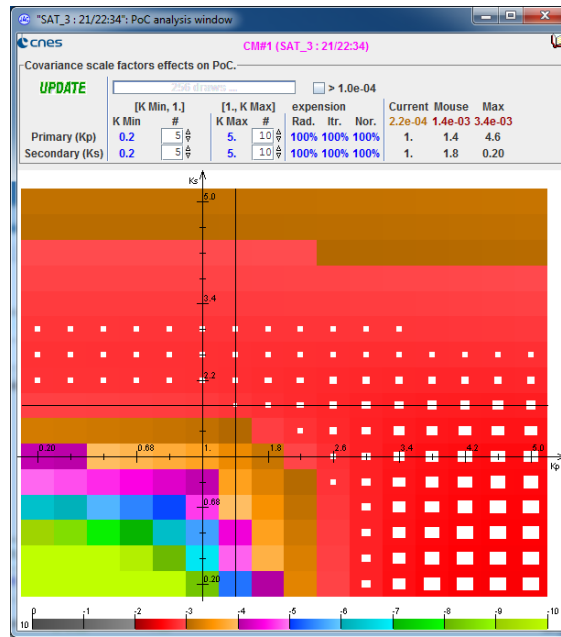 "SAT_3 : 21/22:34": PoC analysis window
cnes
CM#1 (SAT_3 : 21/22:34)
Covariance scale factors effects on PoC.
UPDATE 256 draws ... > 1.0e-04
[K Min, 1.] [1., K Max] expension Current Mouse Max
K Min # K Max # Rad. Itr. Nor. 2.2e-04 1.4e-03 3.4e-03
Primary (Kp) 0.2 5 5. 10 100% 100% 100% 1. 1.4 4.6
Secondary (Ks) 0.2 5 5. 10 100% 100% 100% 1. 1.8 0.20
Ks
5.0
3.4
2.2
0.20 0.68 1. 1.8 2.6 3.4 4.2 5.0
Kp
0.68
0.20
0 -1 -2 -3 -4 -5 -6 -7 -8 -9 -10
10